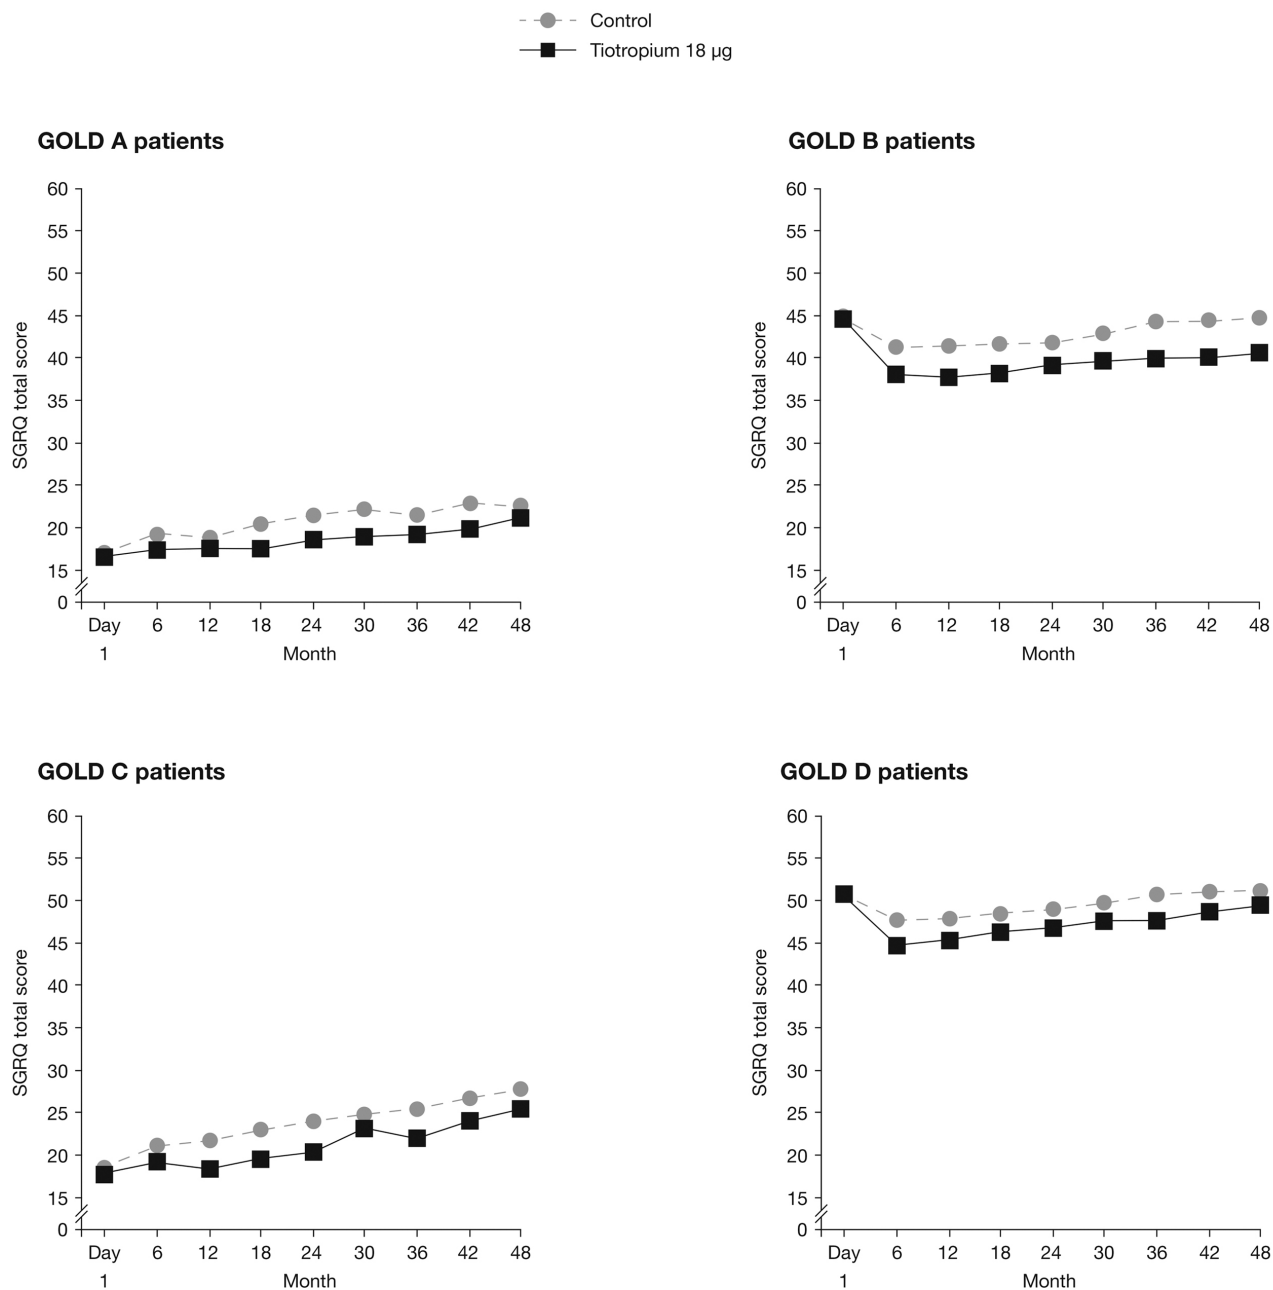 Control
Tiotropium 18 µg
GOLD A patients
60
55
50
45
40
35
30
25
20
15
0
SGRQ total score
Day 6 12 18 24 30 36 42 48
1
Month
GOLD B patients
60
55
50
45
40
35
30
25
20
15
0
SGRQ total score
Day 6 12 18 24 30 36 42 48
1
Month
GOLD C patients
60
55
50
45
40
35
30
25
20
15
0
SGRQ total score
Day 6 12 18 24 30 36 42 48
1
Month
GOLD D patients
60
55
50
45
40
35
30
25
20
15
0
SGRQ total score
Day 6 12 18 24 30 36 42 48
1
Month